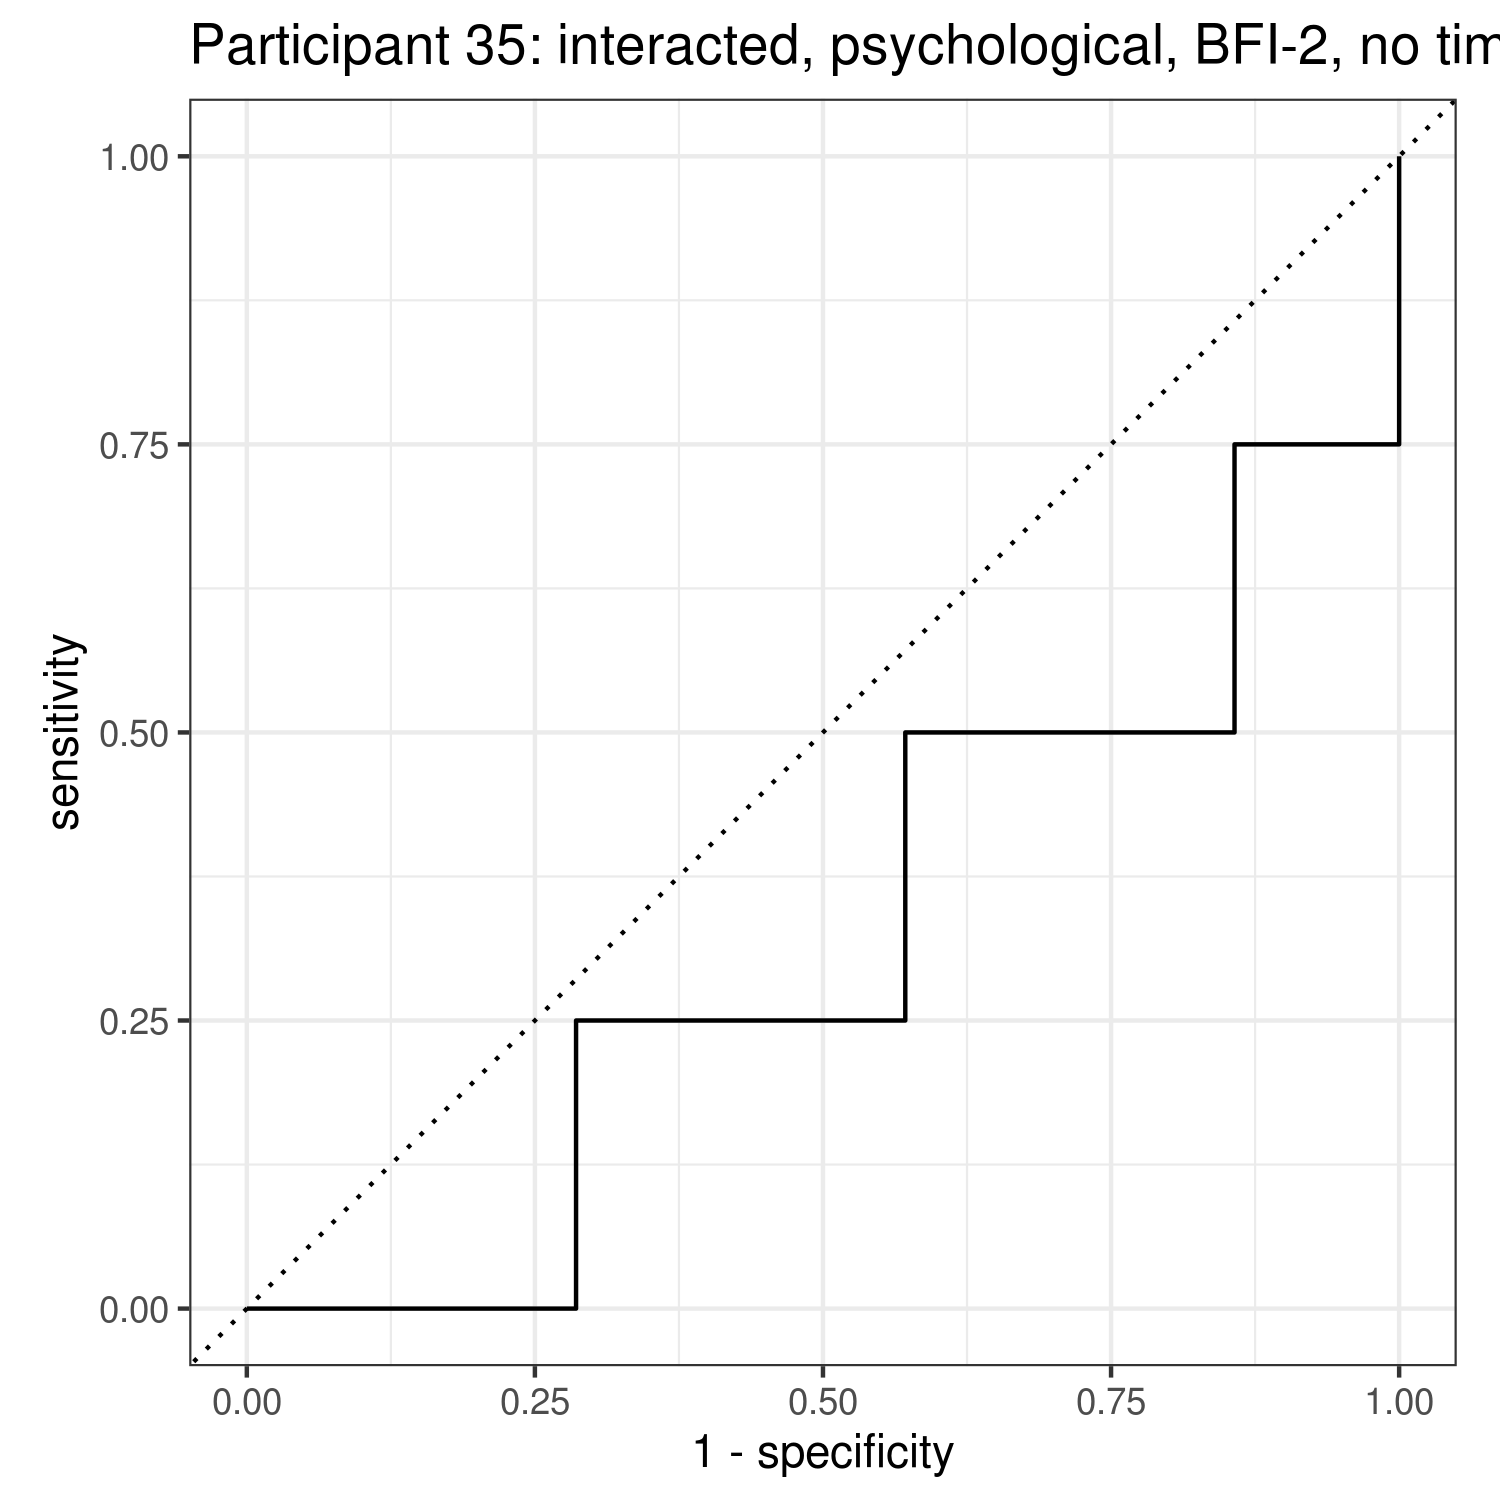 Participant 35: interacted, psychological, BFI-2, no tim
1.00
0.75
0.50
0.25
0.00
sensitivity
0.00 0.25 0.50 0.75 1.00
1 - specificity